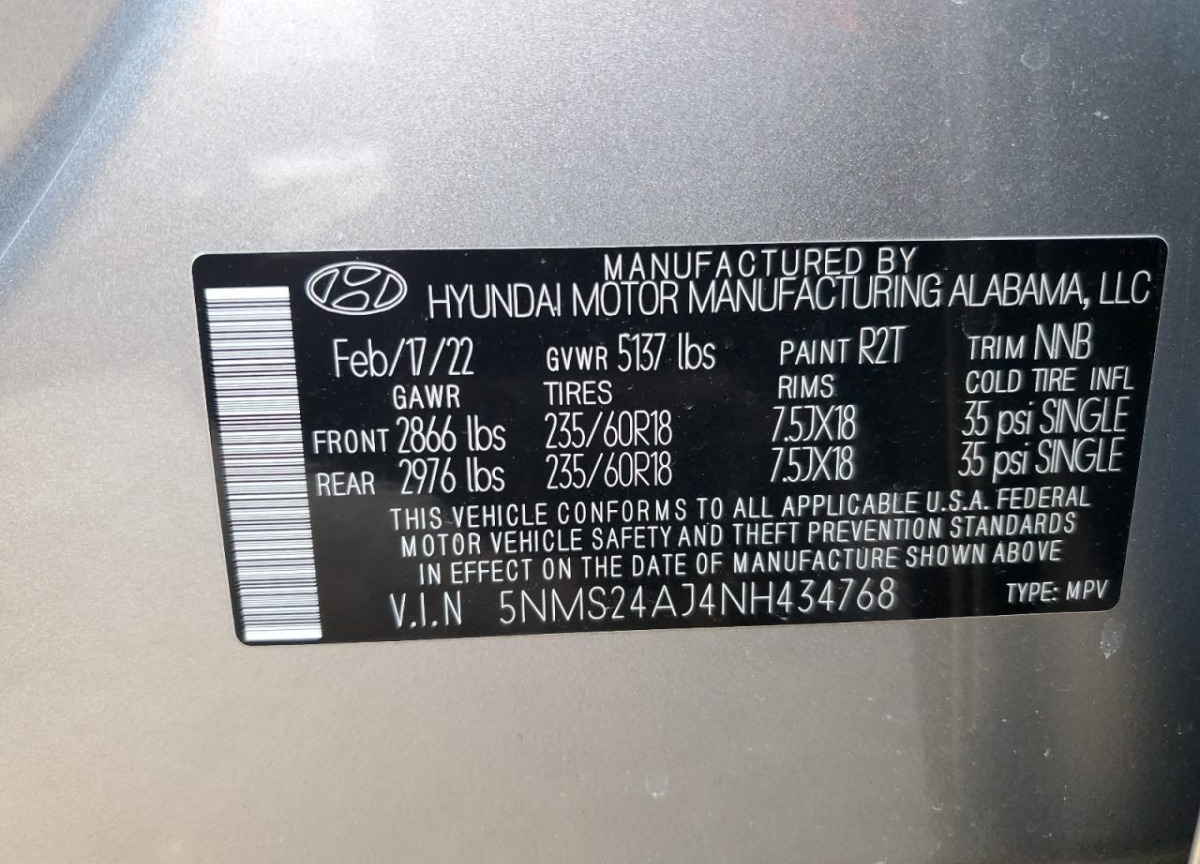 MANUFACTURED BY
HYUNDAI MOTOR MANUFACTURING ALABAMA, LLC
Feb/17/22 GVWR 5137 lbs PAINT R2T TRIM NNB
GAWR TIRES RIMS COLD TIRE INFL
FRONT 2866 lbs 235/60R18 7.5JX18 35 psi SINGLE
REAR 2976 lbs 235/60R18 7.5JX18 35 psi SINGLE
THIS VEHICLE CONFORMS TO ALL APPLICABLE U.S.A. FEDERAL
MOTOR VEHICLE SAFETY AND THEFT PREVENTION STANDARDS
IN EFFECT ON THE DATE OF MANUFACTURE SHOWN ABOVE
V.I.N 5NMS24AJ4NH434768 TYPE: MPV